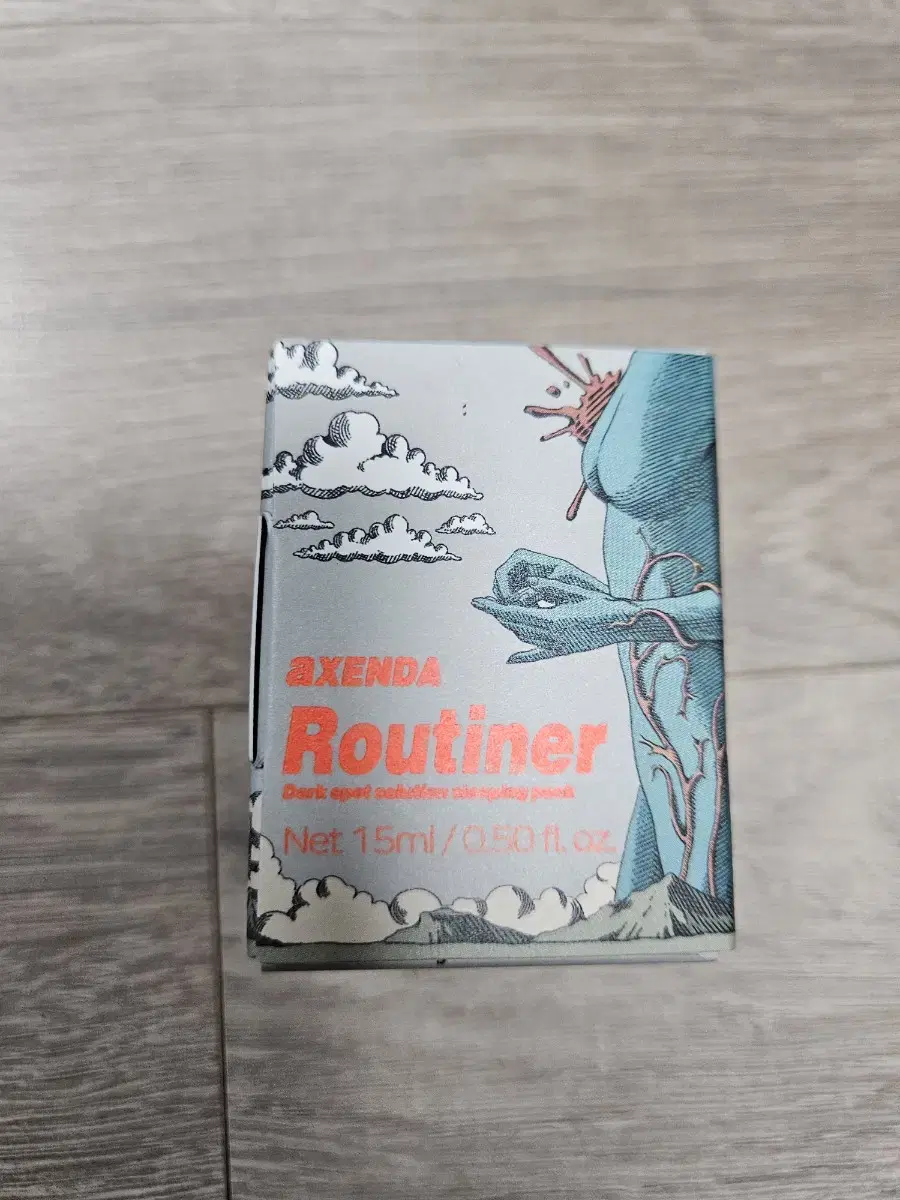 aXENDA
Routiner
Dark spot solution sleeping pack
Net 15ml / 0.50 fl. oz.